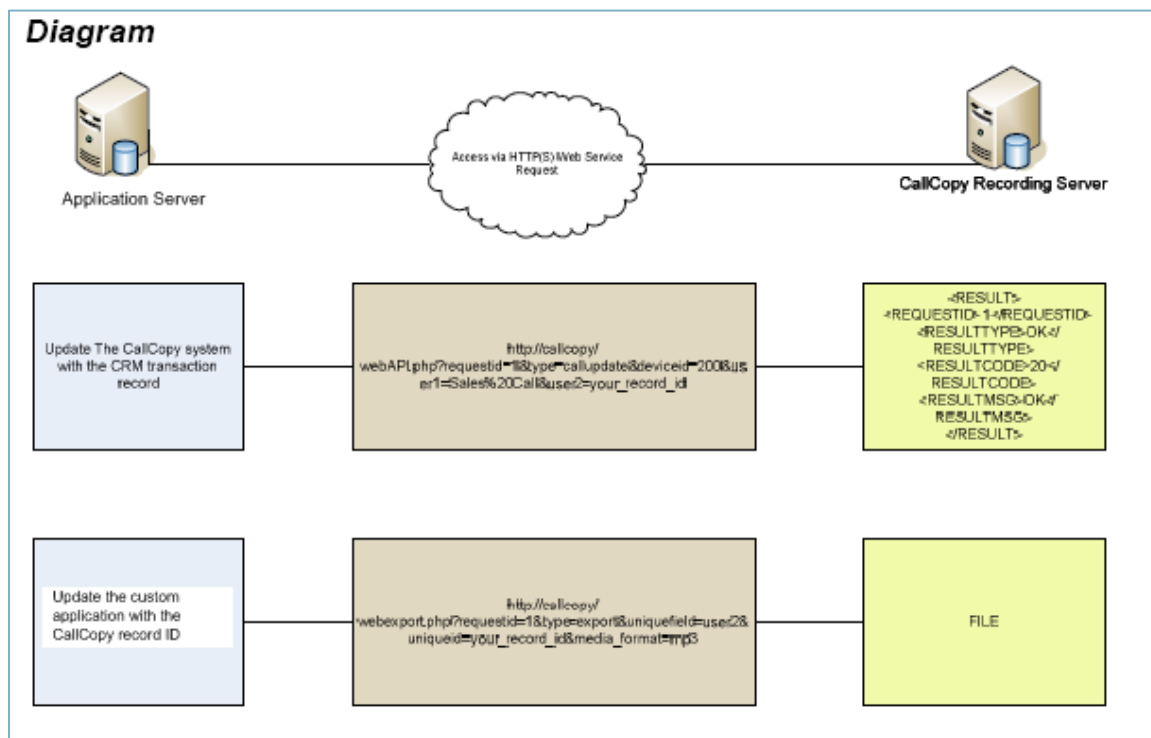 Diagram
Access via HTTP(S) Web Service
Request
Application Server
CallCopy Recording Server
Update The CallCopy system
with the CRM transaction
record
http://callcopy/
webAPI.php?requestid=1&type=callupdate&deviceid=200&us
er1=Sales%20Call&user2=your_record_id
<RESULT>
<REQUESTID>1</REQUESTID>
<RESULTTYPE>OK</
RESULTTYPE>
<RESULTCODE>20</
RESULTCODE>
<RESULTMSG>OK</
RESULTMSG>
</RESULT>
Update the custom
application with the
CallCopy record ID
http://callcopy/
webexport.php?requestid=1&type=export&uniquefield=user2&
uniqueid=your_record_id&media_format=mp3
FILE